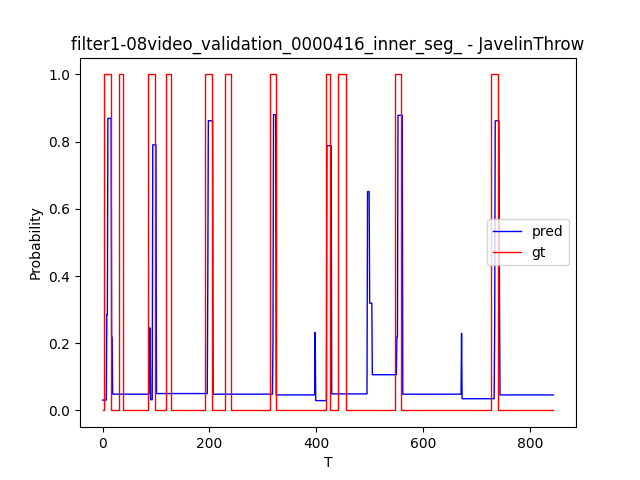 filter1-08video_validation_0000416_inner_seg_ - JavelinThrow
1.0
0.8
0.6
0.4
0.2
0.0
Probability
pred
gt
0
200
400
600
800
T